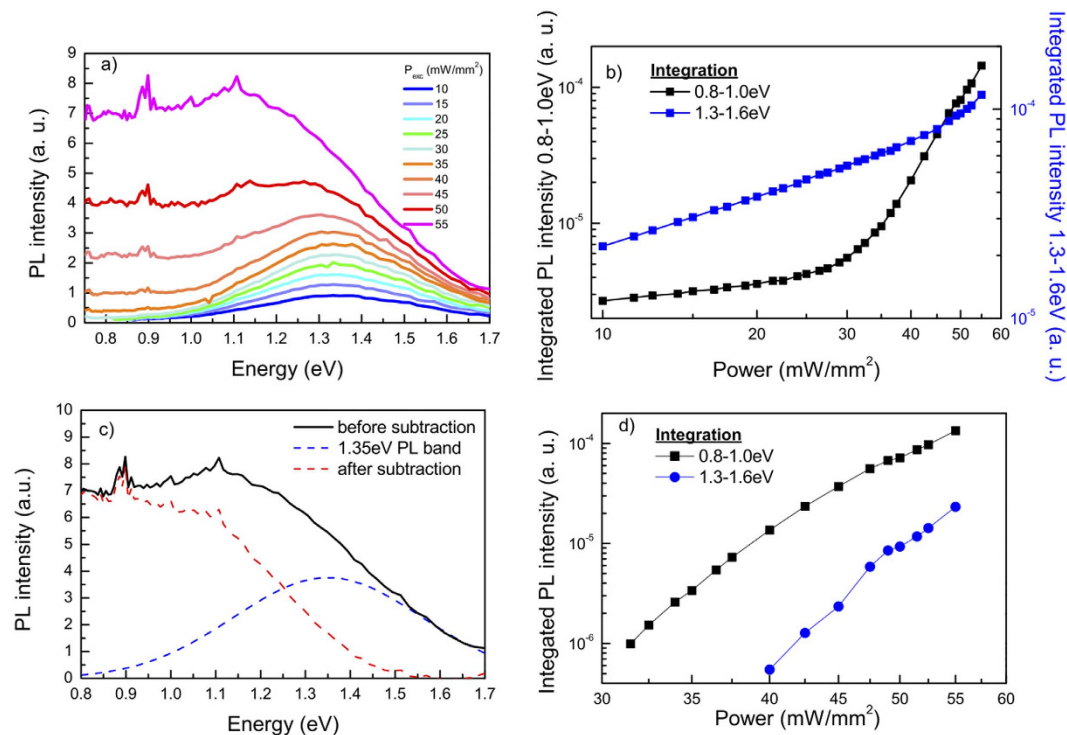 a)
P_exc (mW/mm²)
10
15
20
25
30
35
40
45
50
55
9
8
7
6
5
4
3
2
1
0
PL intensity (a. u.)
0.8 0.9 1.0 1.1 1.2 1.3 1.4 1.5 1.6 1.7
Energy (eV)
b)
Integration
0.8-1.0eV
1.3-1.6eV
Integrated PL intensity 0.8-1.0eV (a. u.)
10⁻⁴
10⁻⁵
Integrated PL intensity 1.3-1.6eV (a. u.)
10⁻⁴
10⁻⁵
10 20 30 40 50 60
Power (mW/mm²)
c)
before subtraction
1.35eV PL band
after subtraction
10
9
8
7
6
5
4
3
2
1
0
PL intensity (a.u.)
0.8 0.9 1.0 1.1 1.2 1.3 1.4 1.5 1.6 1.7
Energy (eV)
d)
Integration
0.8-1.0eV
1.3-1.6eV
Integated PL intensity (a. u.)
10⁻⁴
10⁻⁵
10⁻⁶
30 35 40 45 50 55 60
Power (mW/mm²)